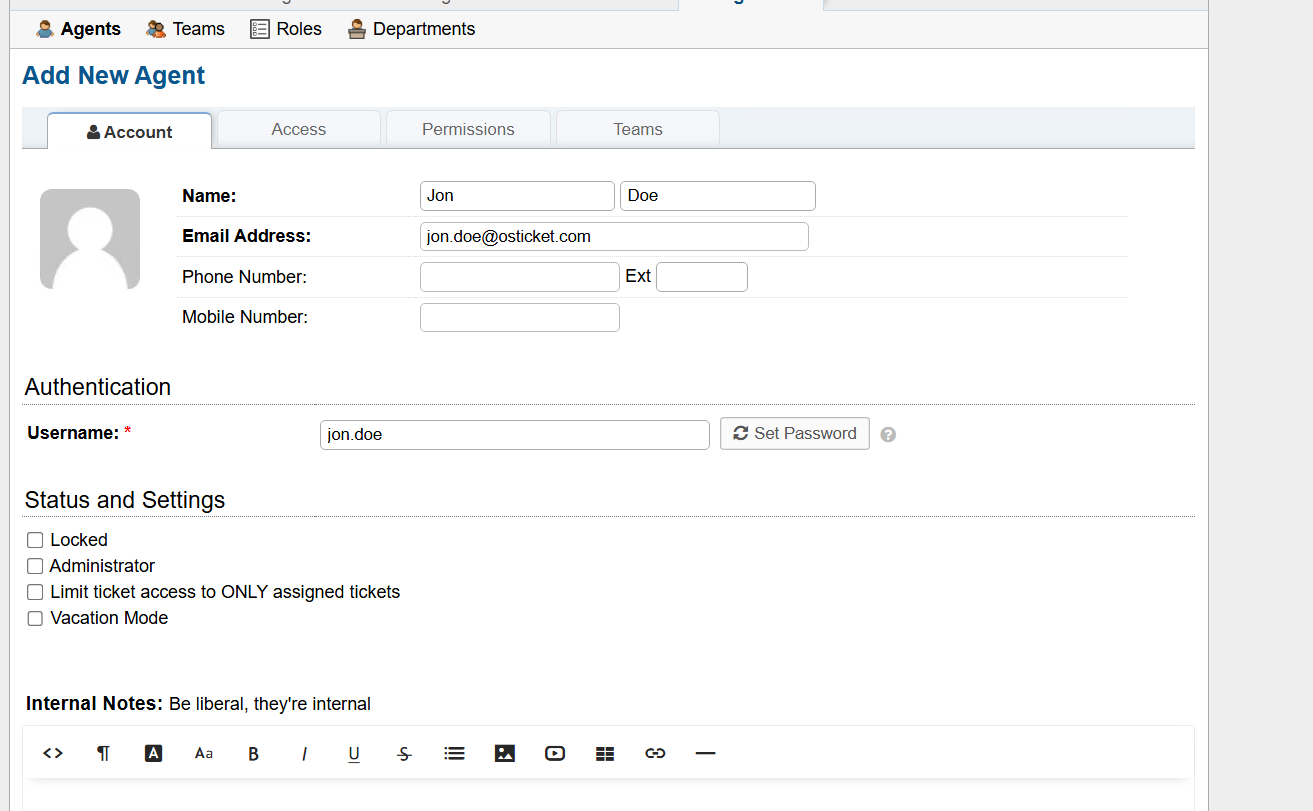 Agents Teams Roles Departments
Add New Agent
Account Access Permissions Teams
Name: Jon Doe
Email Address: jon.doe@osticket.com
Phone Number: Ext
Mobile Number:
Authentication
Username: * jon.doe Set Password ?
Status and Settings
Locked
Administrator
Limit ticket access to ONLY assigned tickets
Vacation Mode
Internal Notes: Be liberal, they're internal
<> ¶ A Aa B I U S